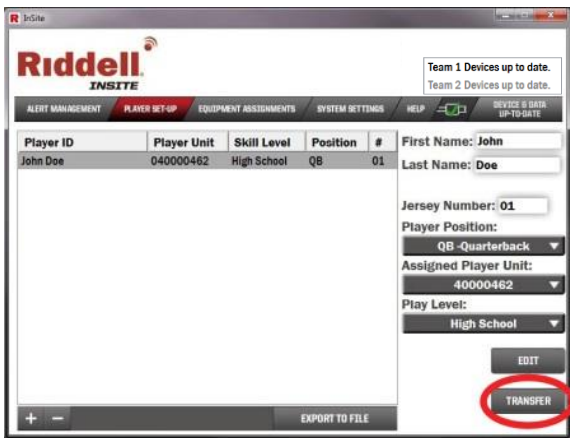 R InSite
Riddell
INSITE
Team 1 Devices up to date.
Team 2 Devices up to date.
ALERT MANAGEMENT PLAYER SET-UP EQUIPMENT ASSIGNMENTS SYSTEM SETTINGS HELP DEVICE & DATA
UP-TO-DATE
Player ID Player Unit Skill Level Position #
John Doe 040000462 High School QB 01
First Name: John
Last Name: Doe
Jersey Number: 01
Player Position:
QB -Quarterback
Assigned Player Unit:
40000462
Play Level:
High School
EDIT
TRANSFER
+ − EXPORT TO FILE